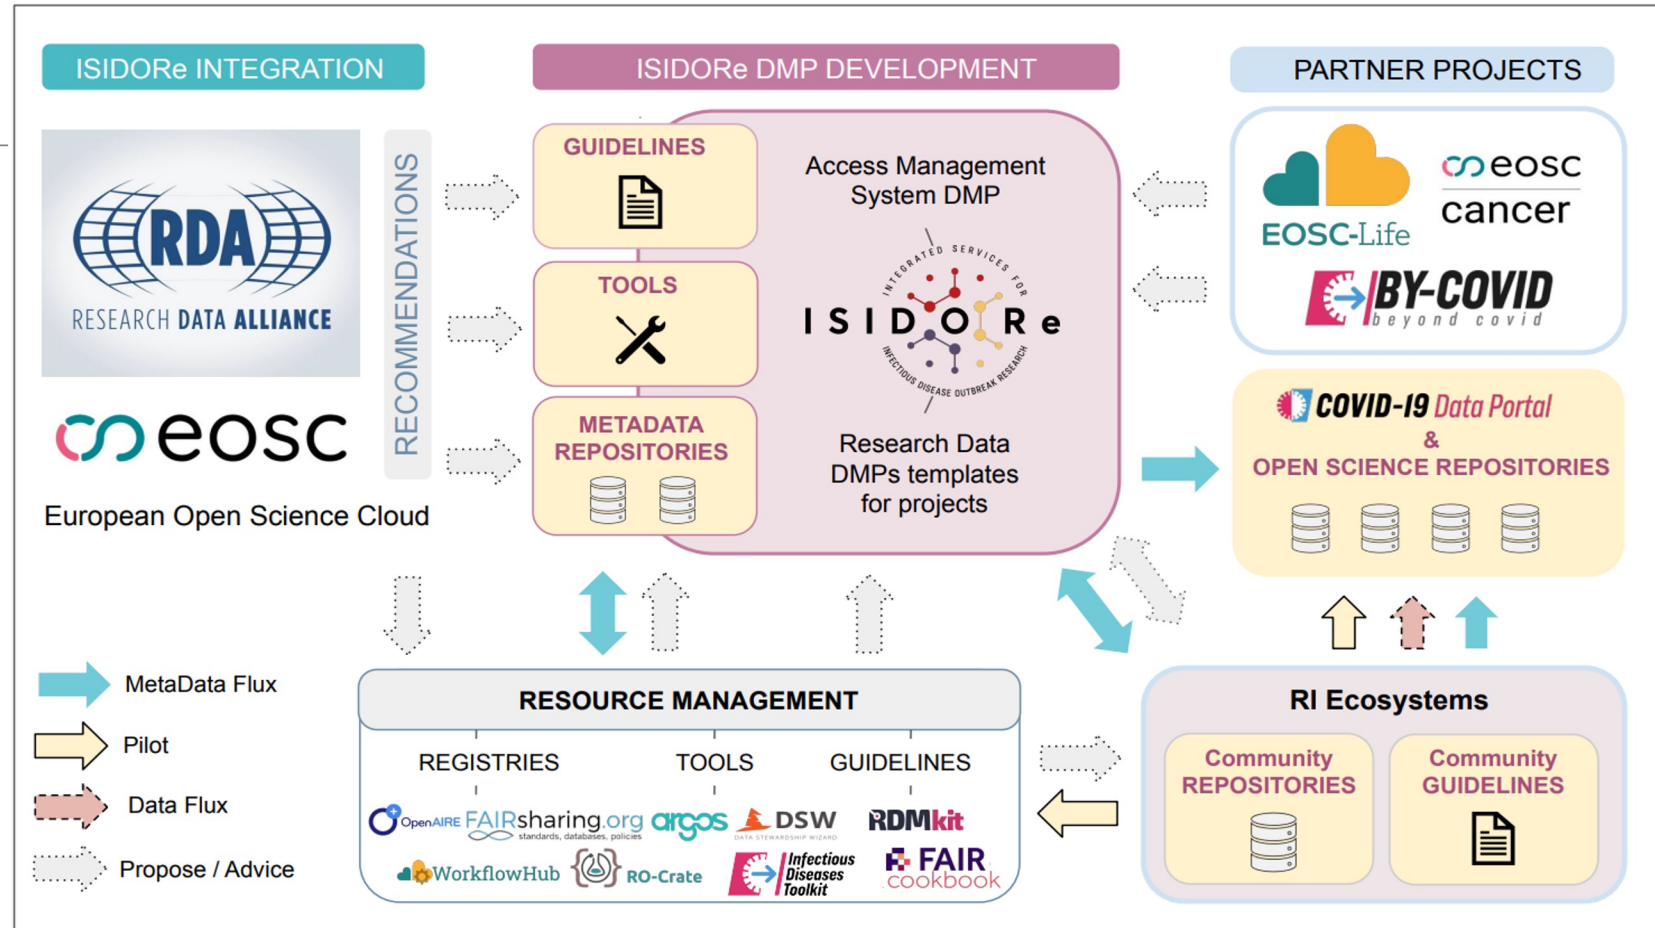 ISIDORe INTEGRATION
RDA
RESEARCH DATA ALLIANCE
eosc
European Open Science Cloud
RECOMMENDATIONS
ISIDORe DMP DEVELOPMENT
GUIDELINES
TOOLS
METADATA
REPOSITORIES
Access Management
System DMP
INTEGRATED SERVICES FOR
ISIDORe
INFECTIOUS DISEASE OUTBREAK RESEARCH
Research Data
DMPs templates
for projects
PARTNER PROJECTS
EOSC-Life
eosc
cancer
BY-COVID
beyond covid
COVID-19 Data Portal
&
OPEN SCIENCE REPOSITORIES
MetaData Flux
Pilot
Data Flux
Propose / Advice
RESOURCE MANAGEMENT
REGISTRIES
TOOLS
GUIDELINES
OpenAIRE
FAIRsharing.org
standards, databases, policies
argos
DSW
DATA STEWARDSHIP WIZARD
RDMkit
WorkflowHub
RO-Crate
Infectious
Diseases
Toolkit
FAIR
cookbook
RI Ecosystems
Community
REPOSITORIES
Community
GUIDELINES